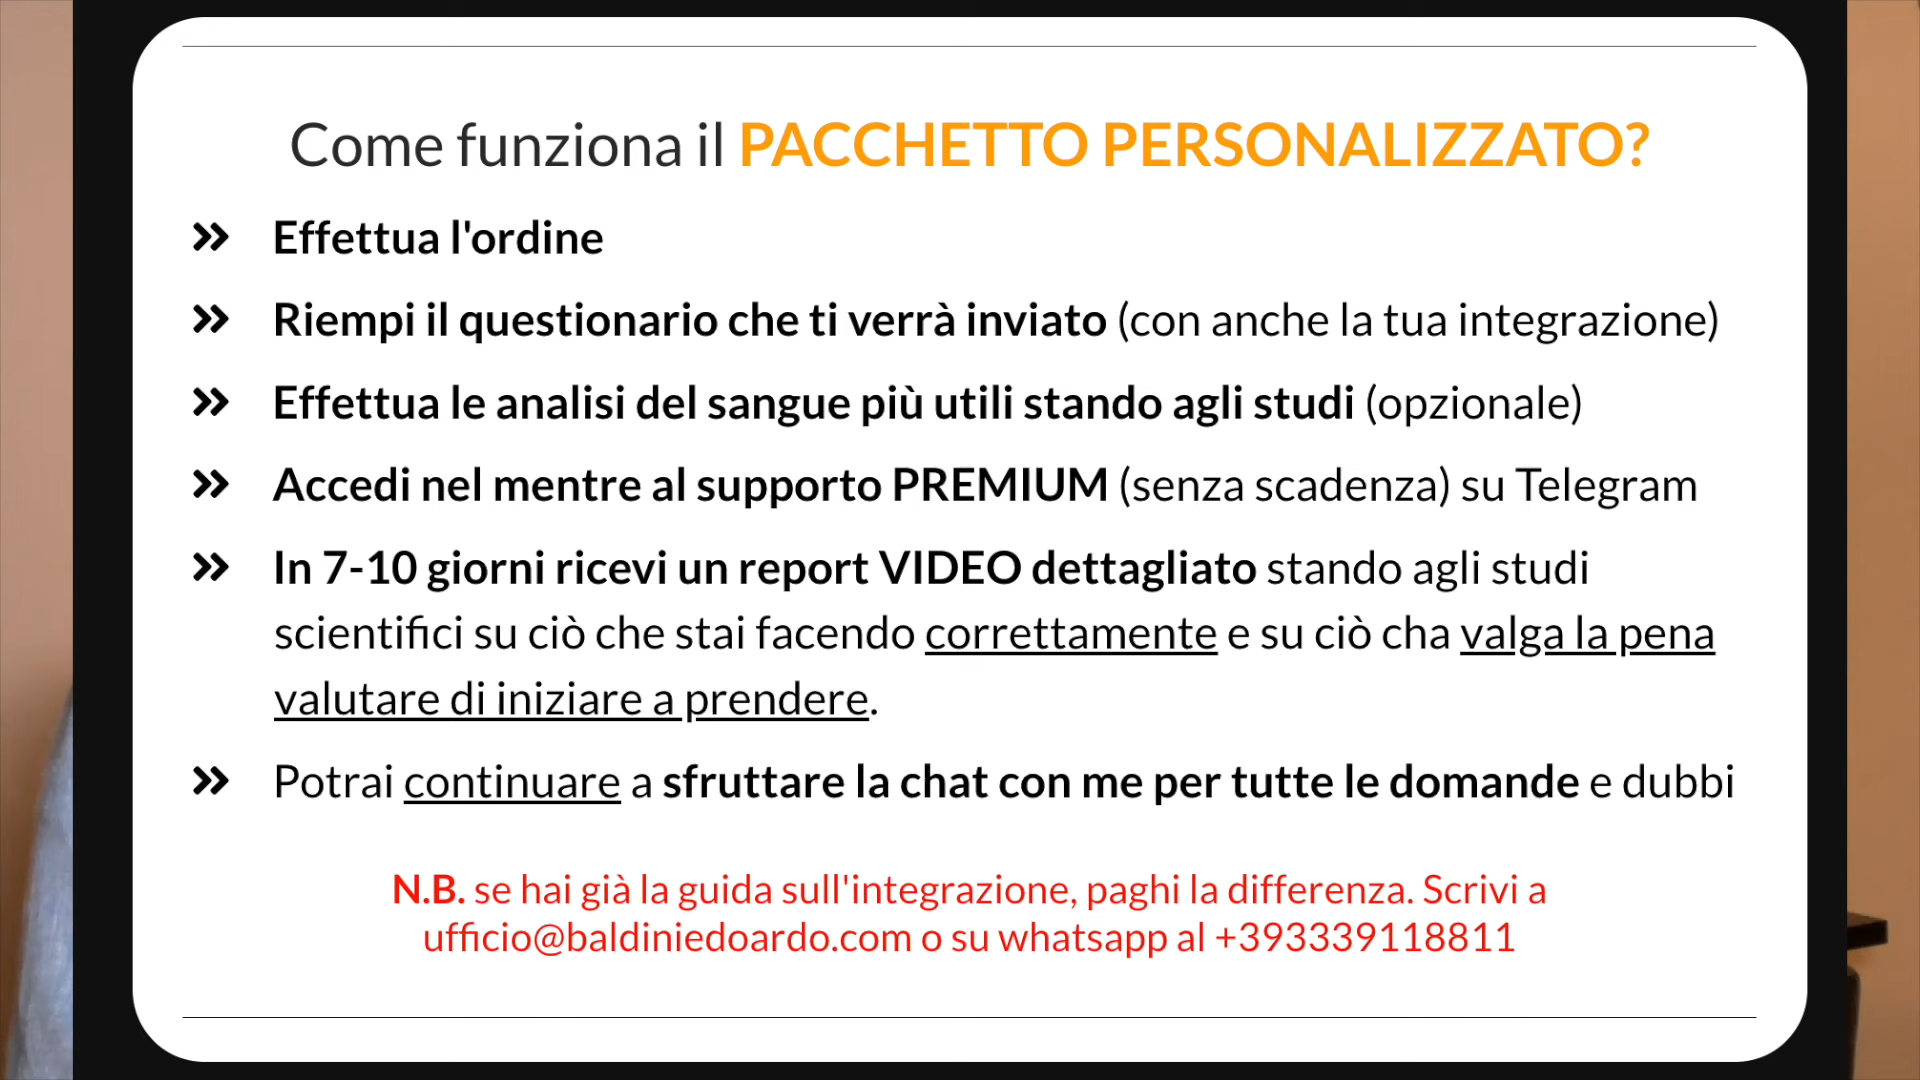 Come funziona il PACCHETTO PERSONALIZZATO?
Effettua l'ordine
Riempi il questionario che ti verrà inviato (con anche la tua integrazione)
Effettua le analisi del sangue più utili stando agli studi (opzionale)
Accedi nel mentre al supporto PREMIUM (senza scadenza) su Telegram
In 7-10 giorni ricevi un report VIDEO dettagliato stando agli studi
scientifici su ciò che stai facendo correttamente e su ciò cha valga la pena
valutare di iniziare a prendere.
Potrai continuare a sfruttare la chat con me per tutte le domande e dubbi
N.B. se hai già la guida sull'integrazione, paghi la differenza. Scrivi a
ufficio@baldiniedoardo.com o su whatsapp al +393339118811